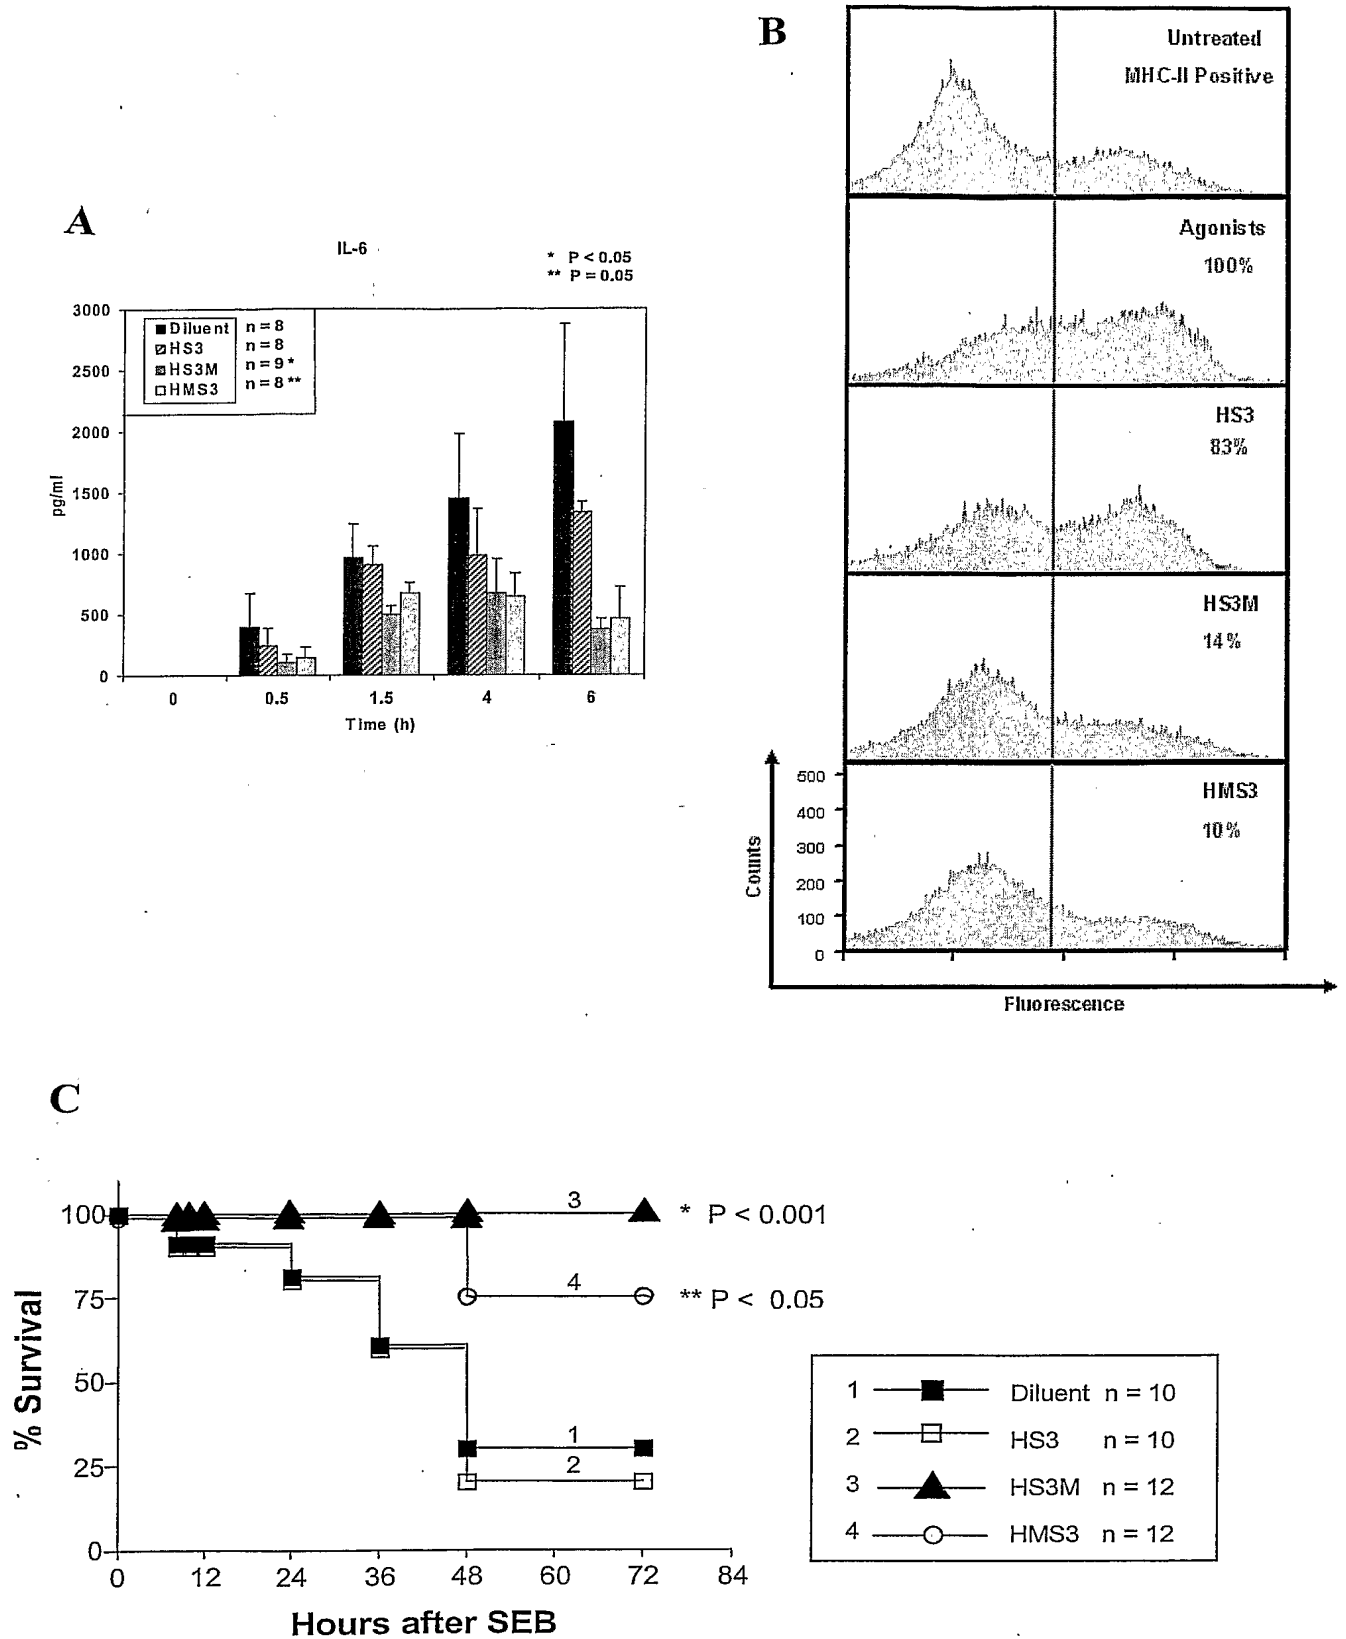 A
IL-6
* P < 0.05
** P = 0.05
Diluent n = 8
HS3 n = 8
HS3M n = 9 *
HMS3 n = 8 **
3000
2500
2000
1500
1000
500
0
pg/ml
0 0.5 1.5 4 6
Time (h)
B
Untreated
MHC-II Positive
Agonists
100%
HS3
83%
HS3M
14%
HMS3
10%
500
400
300
200
100
0
Counts
Fluorescence
C
100
75
50
25
0
% Survival
3
* P < 0.001
4
** P < 0.05
1
2
0 12 24 36 48 60 72 84
Hours after SEB
1 Diluent n = 10
2 HS3 n = 10
3 HS3M n = 12
4 HMS3 n = 12